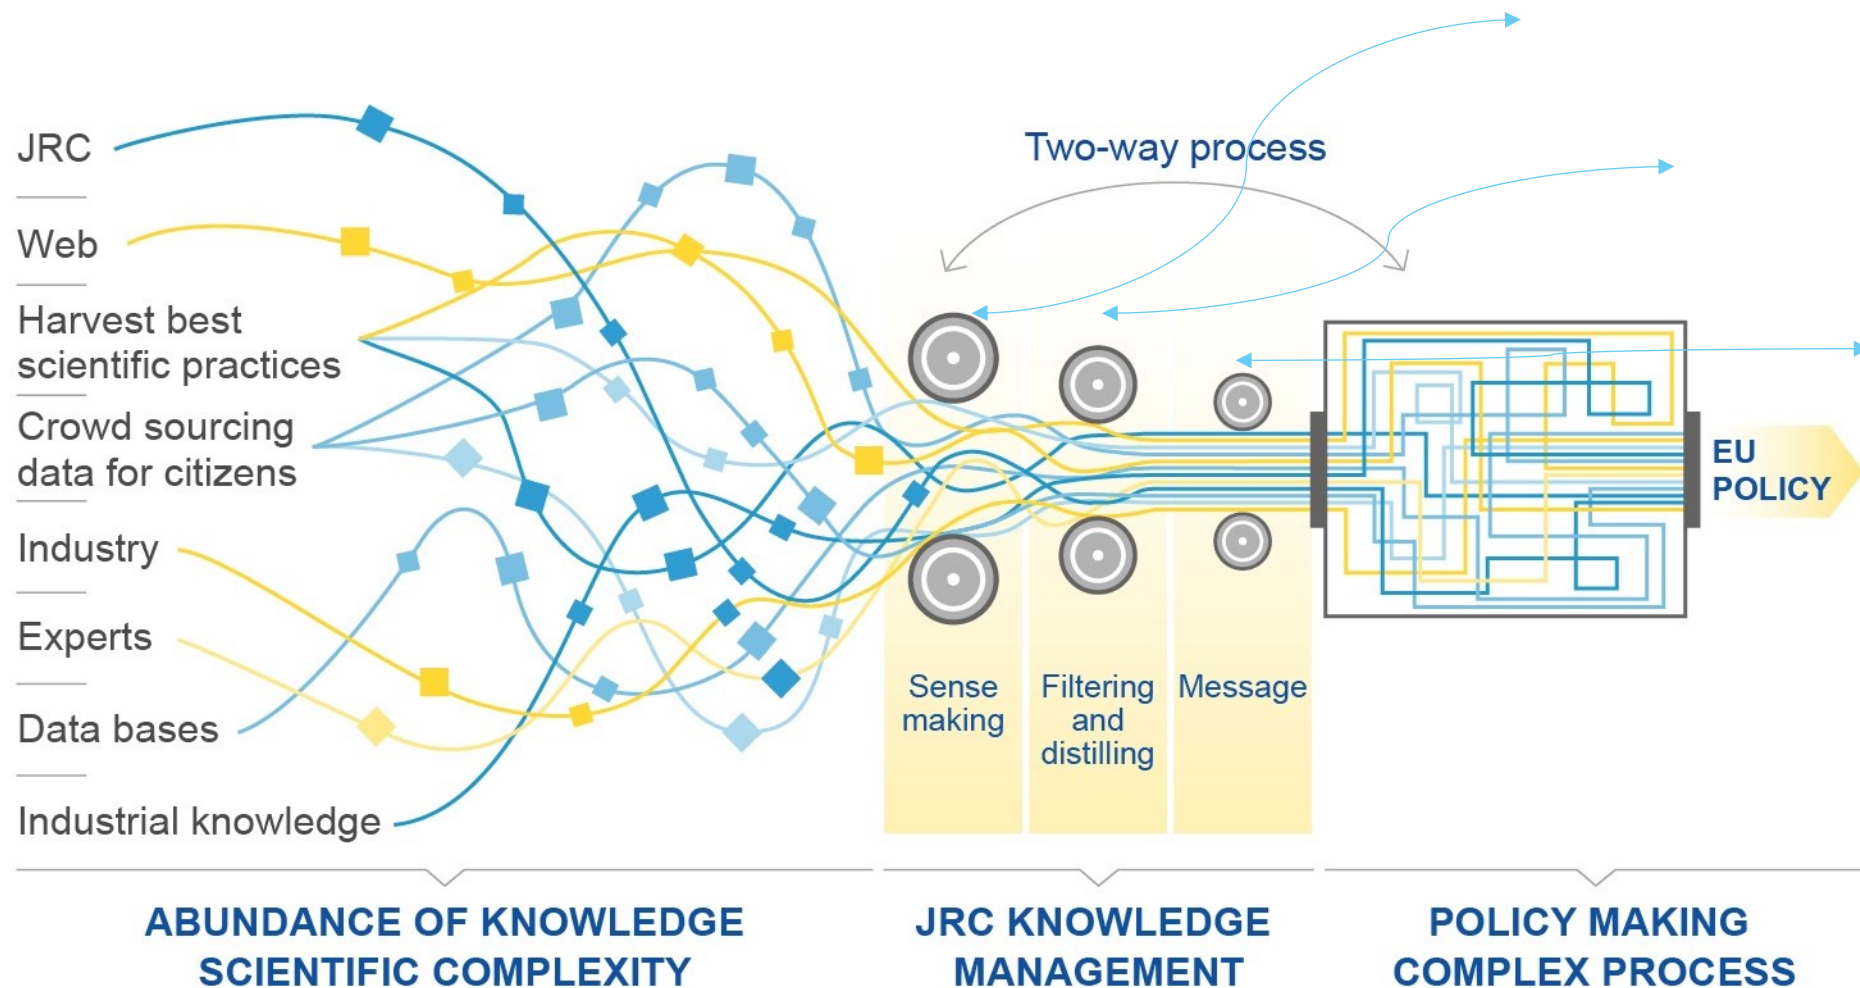 JRC
Web
Harvest best
scientific practices
Crowd sourcing
data for citizens
Industry
Experts
Data bases
Industrial knowledge
Two-way process
Sense
making
Filtering
and
distilling
Message
EU
POLICY
ABUNDANCE OF KNOWLEDGE
SCIENTIFIC COMPLEXITY
JRC KNOWLEDGE
MANAGEMENT
POLICY MAKING
COMPLEX PROCESS